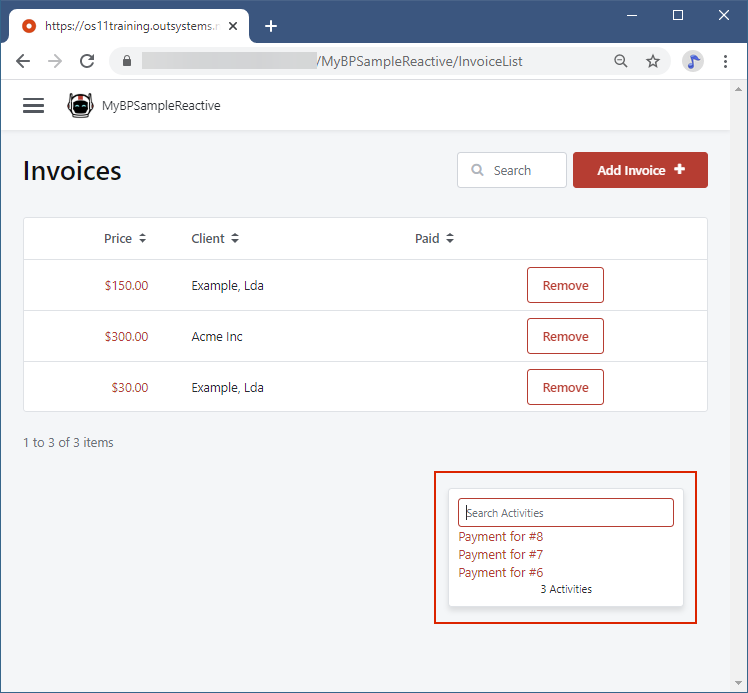 https://os11training.outsystems.n
/MyBPSampleReactive/InvoiceList
MyBPSampleReactive
Invoices
Search
Add Invoice
Price Client Paid
$150.00 Example, Lda Remove
$300.00 Acme Inc Remove
$30.00 Example, Lda Remove
1 to 3 of 3 items
Search Activities
Payment for #8
Payment for #7
Payment for #6
3 Activities